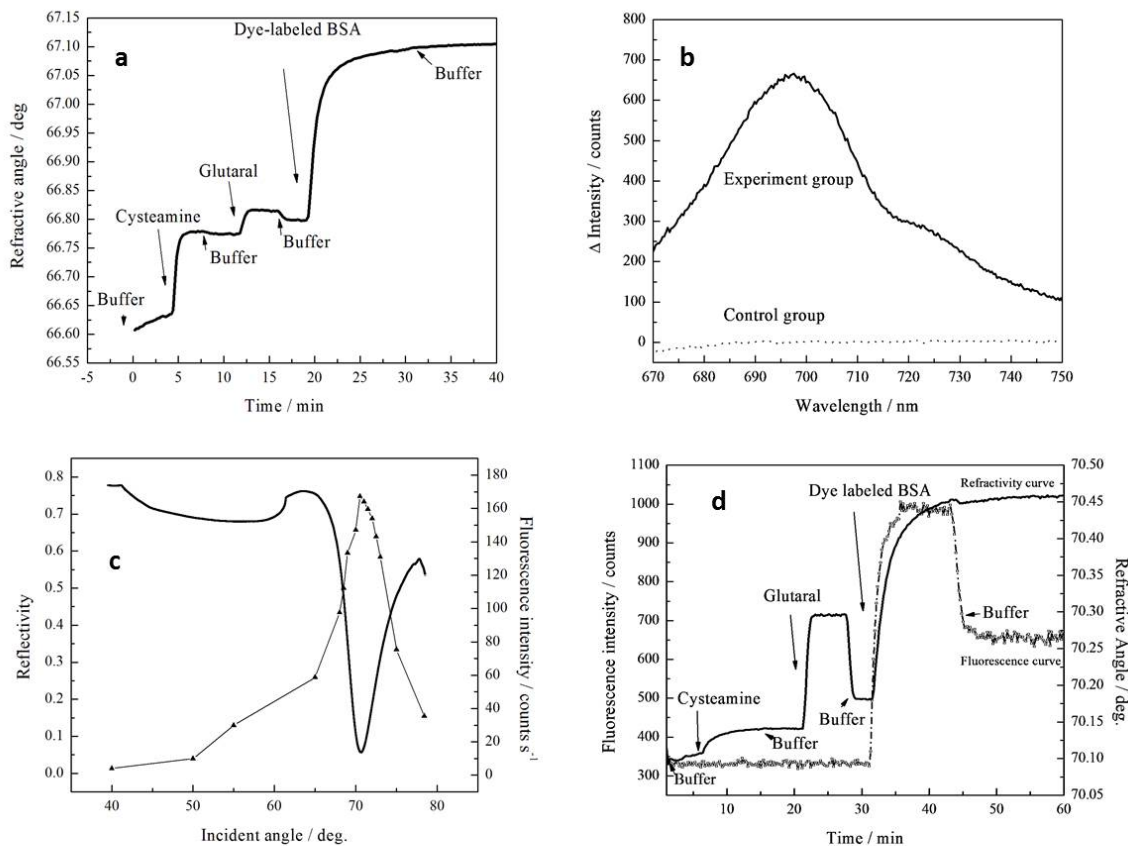 a
67.15
67.10
67.05
67.00
66.95
66.90
66.85
66.80
66.75
66.70
66.65
66.60
66.55
Refractive angle / deg
Dye-labeled BSA
Buffer
Glutaral
Cysteamine
Buffer
Buffer
Buffer
-5 0 5 10 15 20 25 30 35 40
Time / min
b
800
700
600
500
400
300
200
100
0
Δ Intensity / counts
Experiment group
Control group
670 680 690 700 710 720 730 740 750
Wavelength / nm
c
0.8
0.7
0.6
0.5
0.4
0.3
0.2
0.1
0.0
Reflectivity
180
170
160
150
140
130
120
110
100
90
80
70
60
50
40
30
20
10
0
Fluorescence intensity / counts s⁻¹
40 50 60 70 80
Incident angle / deg.
d
1100
1000
900
800
700
600
500
400
300
Fluorescence intensity / counts
70.50
70.45
70.40
70.35
70.30
70.25
70.20
70.15
70.10
70.05
Refractive Angle / deg.
Refractivity curve
Dye labeled BSA
Glutaral
Buffer
Fluorescence curve
Cysteamine
Buffer
Buffer
Buffer
10 20 30 40 50 60
Time / min